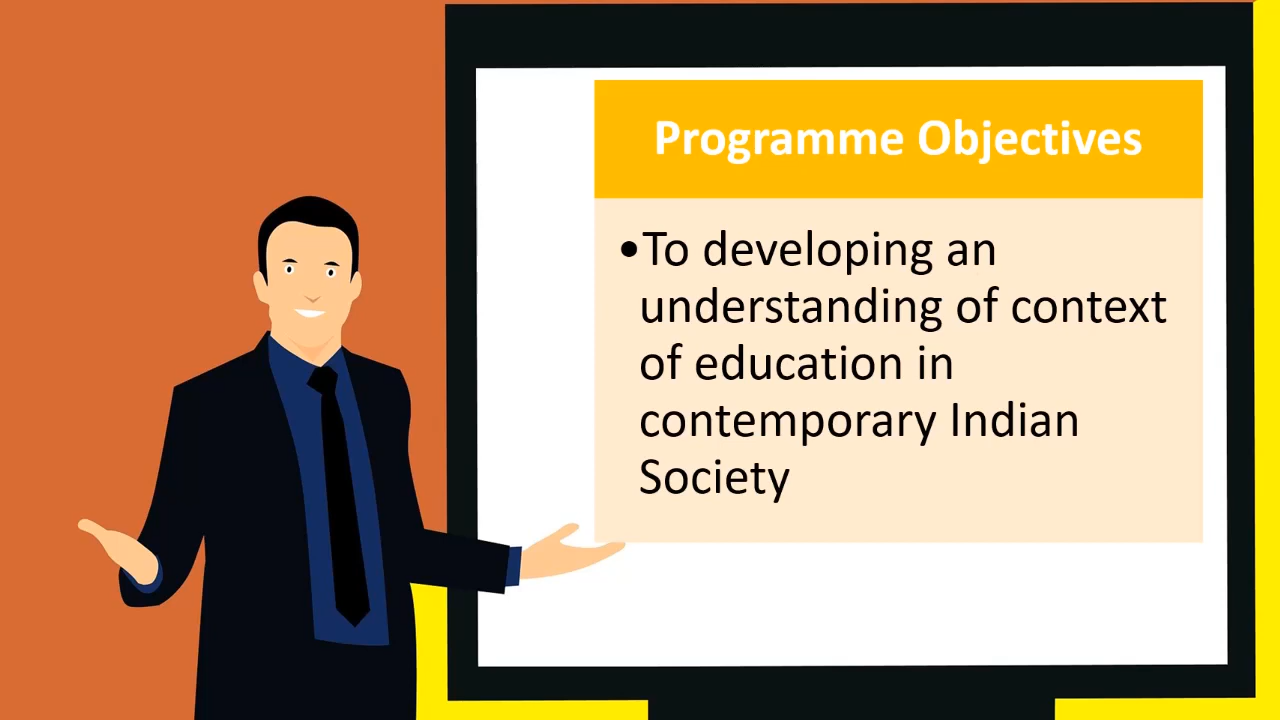 Programme Objectives
•To developing an
understanding of context
of education in
contemporary Indian
Society